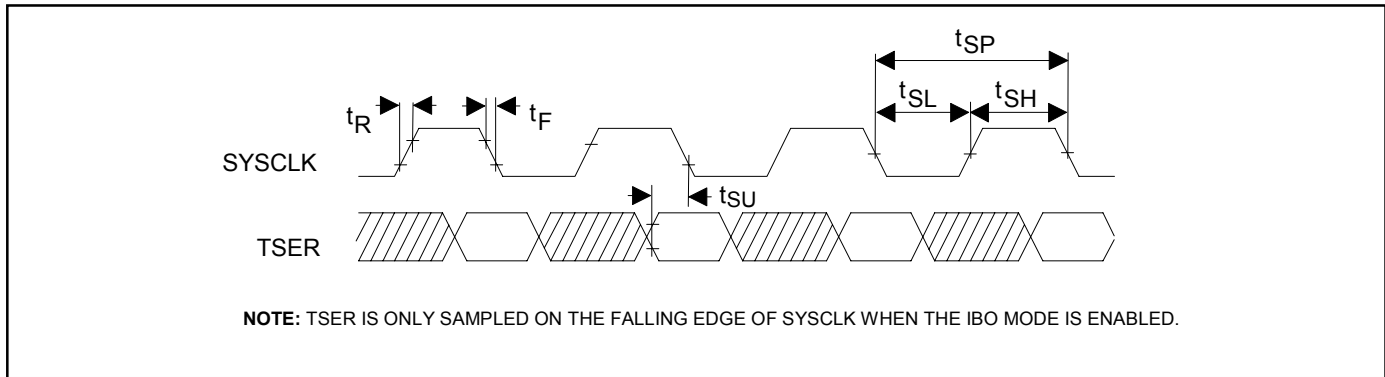 tSP
tSL tSH
tR tF
SYSCLK
tSU
TSER
NOTE: TSER IS ONLY SAMPLED ON THE FALLING EDGE OF SYSCLK WHEN THE IBO MODE IS ENABLED.